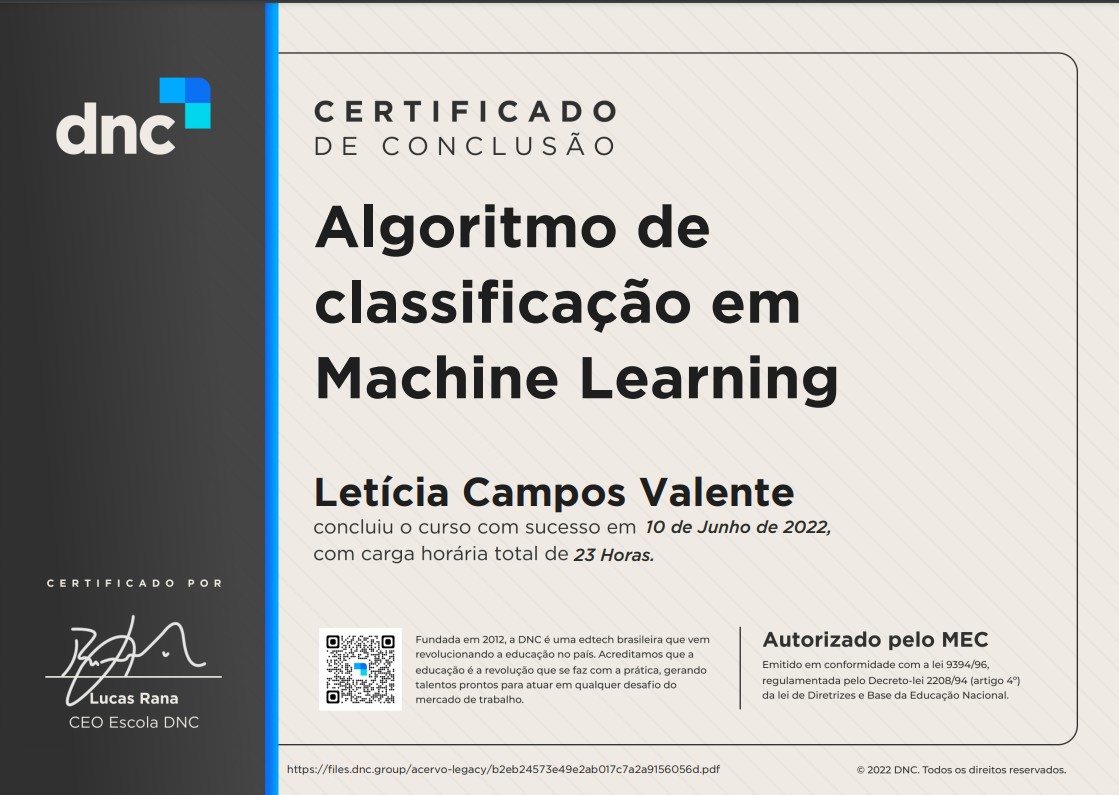 dnc
CERTIFICADO
DE CONCLUSÃO
Algoritmo de
classificação em
Machine Learning
Letícia Campos Valente
concluiu o curso com sucesso em 10 de Junho de 2022,
com carga horária total de 23 Horas.
CERTIFICADO POR
Lucas Rana
CEO Escola DNC
Fundada em 2012, a DNC é uma edtech brasileira que vem
revolucionando a educação no país. Acreditamos que a
educação é a revolução que se faz com a prática, gerando
talentos prontos para atuar em qualquer desafio do
mercado de trabalho.
Autorizado pelo MEC
Emitido em conformidade com a lei 9394/96,
regulamentada pelo Decreto-lei 2208/94 (artigo 4º)
da lei de Diretrizes e Base da Educação Nacional.
https://files.dnc.group/acervo-legacy/b2eb24573e49e2ab017c7a2a9156056d.pdf
© 2022 DNC. Todos os direitos reservados.